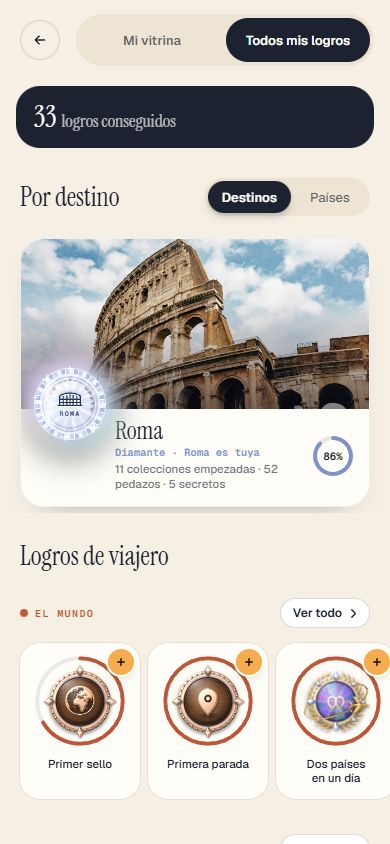 Mi vitrina
Todos mis logros
33 logros conseguidos
Por destino
Destinos
Países
ROMA
Roma
Diamante · Roma es tuya
11 colecciones empezadas · 52
pedazos · 5 secretos
86%
Logros de viajero
EL MUNDO
Ver todo
Primer sello
Primera parada
Dos países
en un día